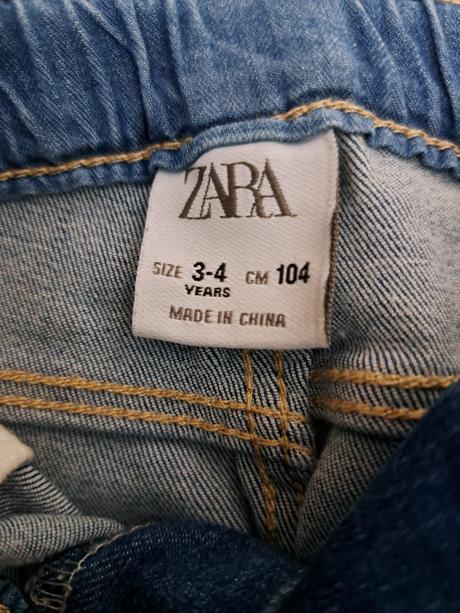 ZARA
SIZE 3-4 CM 104
YEARS
MADE IN CHINA